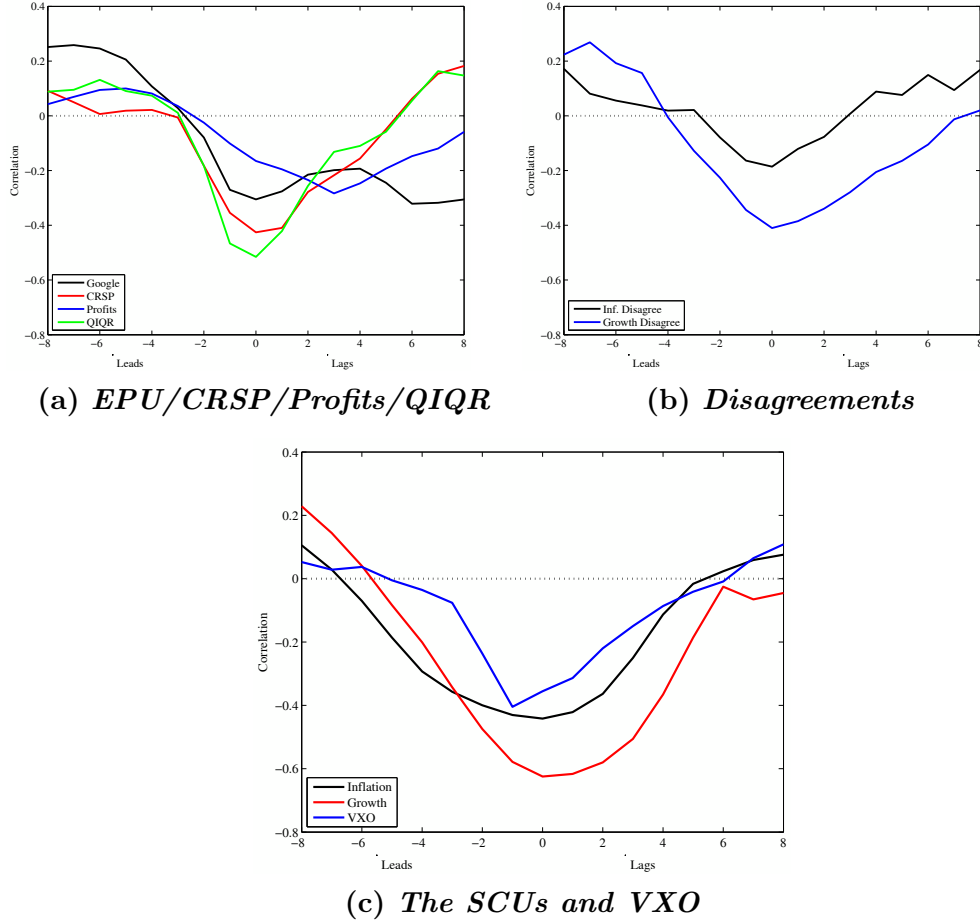 0.4
0.2
0
−0.2
−0.4
−0.6
−0.8
Correlation
−8 −6 −4 −2 0 2 4 6 8
Leads Lags
Google
CRSP
Profits
QIQR
(a) EPU/CRSP/Profits/QIQR
0.4
0.2
0
−0.2
−0.4
−0.6
−0.8
Correlation
−8 −6 −4 −2 0 2 4 6 8
Leads Lags
Inf. Disagree
Growth Disagree
(b) Disagreements
0.4
0.2
0
−0.2
−0.4
−0.6
−0.8
Correlation
−8 −6 −4 −2 0 2 4 6 8
Leads Lags
Inflation
Growth
VXO
(c) The SCUs and VXO